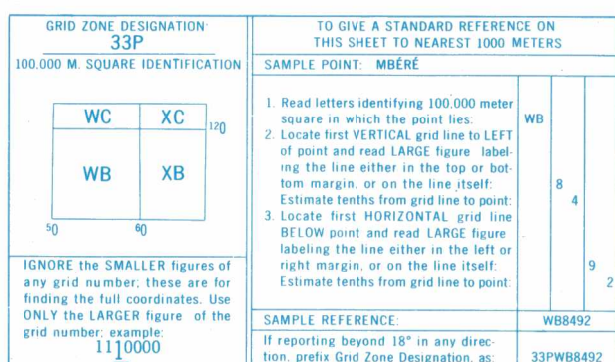 GRID ZONE DESIGNATION:
33P
100,000 M. SQUARE IDENTIFICATION
WC XC
120
WB XB
50 60
IGNORE the SMALLER figures of
any grid number; these are for
finding the full coordinates. Use
ONLY the LARGER figure of the
grid number; example:
1110000
TO GIVE A STANDARD REFERENCE ON
THIS SHEET TO NEAREST 1000 METERS
SAMPLE POINT: MBÉRÉ
1. Read letters identifying 100,000 meter
square in which the point lies: WB
2. Locate first VERTICAL grid line to LEFT
of point and read LARGE figure label-
ing the line either in the top or bot-
tom margin, or on the line itself: 8
Estimate tenths from grid line to point: 4
3. Locate first HORIZONTAL grid line
BELOW point and read LARGE figure
labeling the line either in the left or
right margin, or on the line itself: 9
Estimate tenths from grid line to point: 2
SAMPLE REFERENCE: WB8492
If reporting beyond 18° in any direc-
tion, prefix Grid Zone Designation, as: 33PWB8492